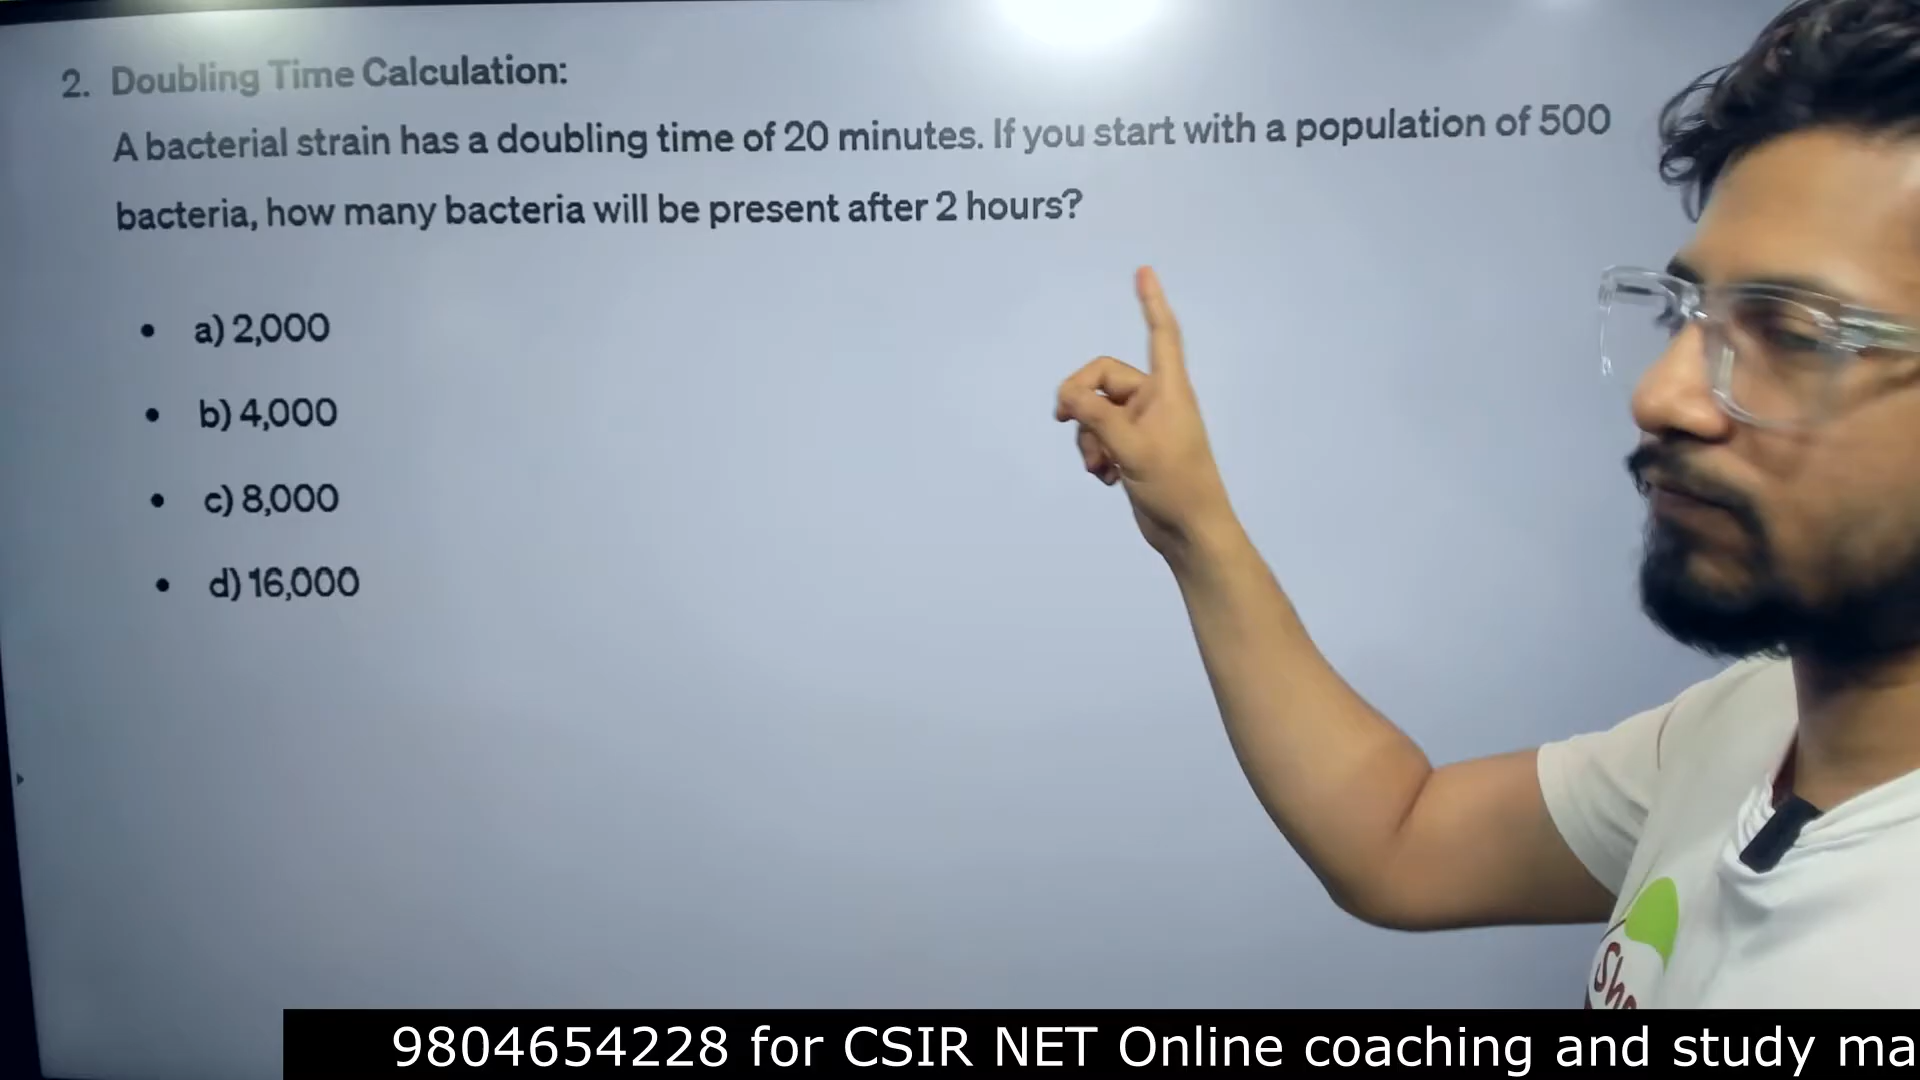 2. Doubling Time Calculation:
A bacterial strain has a doubling time of 20 minutes. If you start with a population of 500
bacteria, how many bacteria will be present after 2 hours?
• a) 2,000
• b) 4,000
• c) 8,000
• d) 16,000
9804654228 for CSIR NET Online coaching and study ma